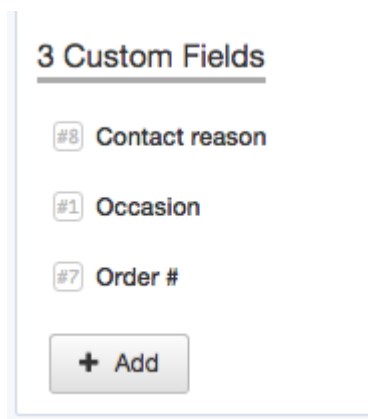 3 Custom Fields
#8 Contact reason
#1 Occasion
#7 Order #
+ Add